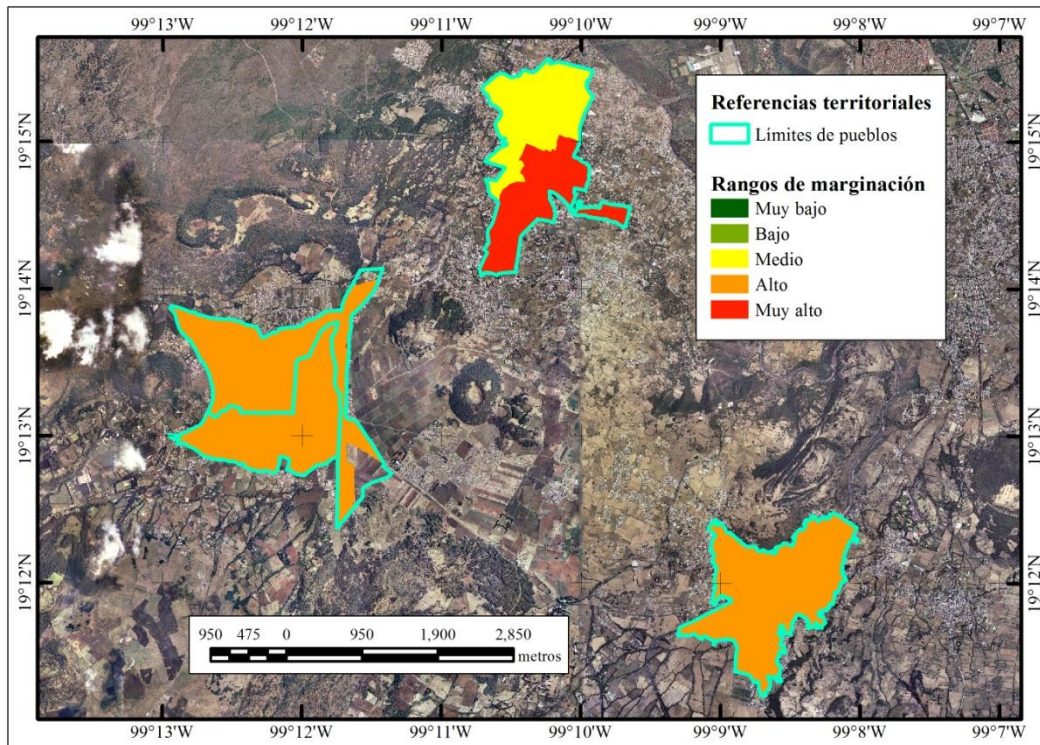 99°13'W 99°12'W 99°11'W 99°10'W 99°9'W 99°8'W 99°7'W
Referencias territoriales
Límites de pueblos
Rangos de marginación
Muy bajo
Bajo
Medio
Alto
Muy alto
19°15'N 19°15'N
19°14'N 19°14'N
19°13'N 19°13'N
19°12'N 19°12'N
950 475 0 950 1,900 2,850
metros
99°13'W 99°12'W 99°11'W 99°10'W 99°9'W 99°8'W 99°7'W